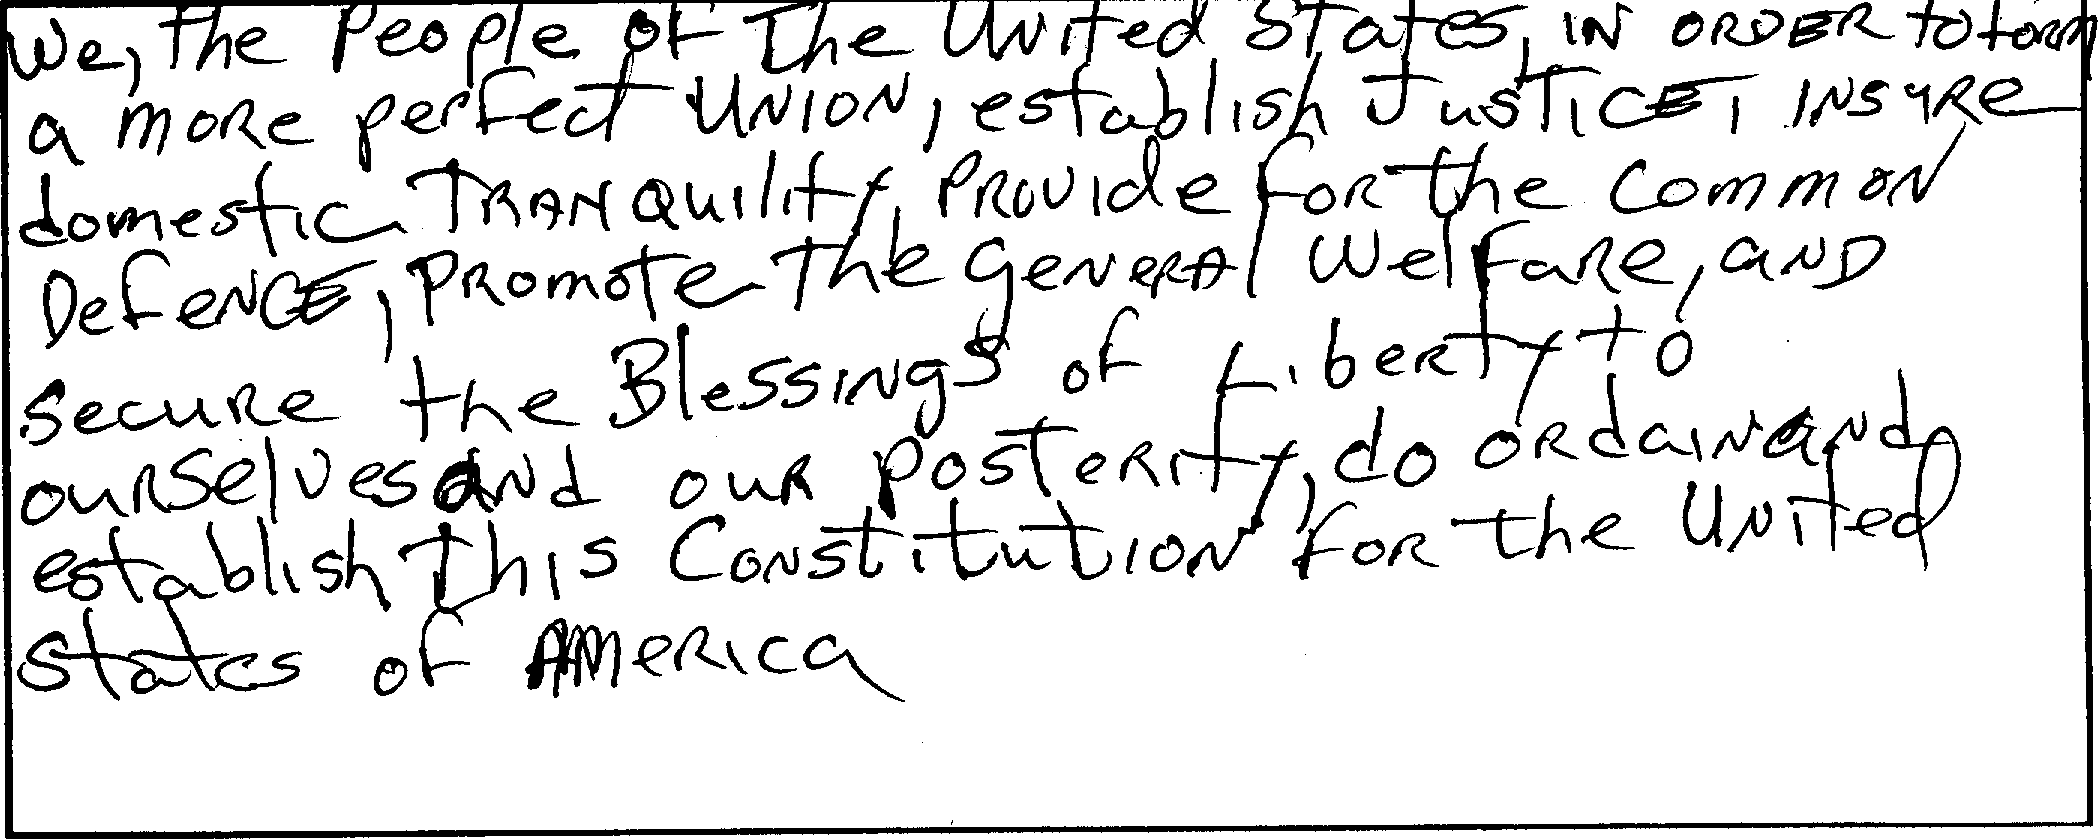 We, the People of The United States, IN ORDER to form
a more perfect UNION, establish Justice, INSURe
domestic TRANQuility, Provide for the Common
Defence, Promote The General Welfare, and
secure the Blessings of Liberty to
ourselves and our Posterity, do ordain and
establish This Constitution for the United
States of America